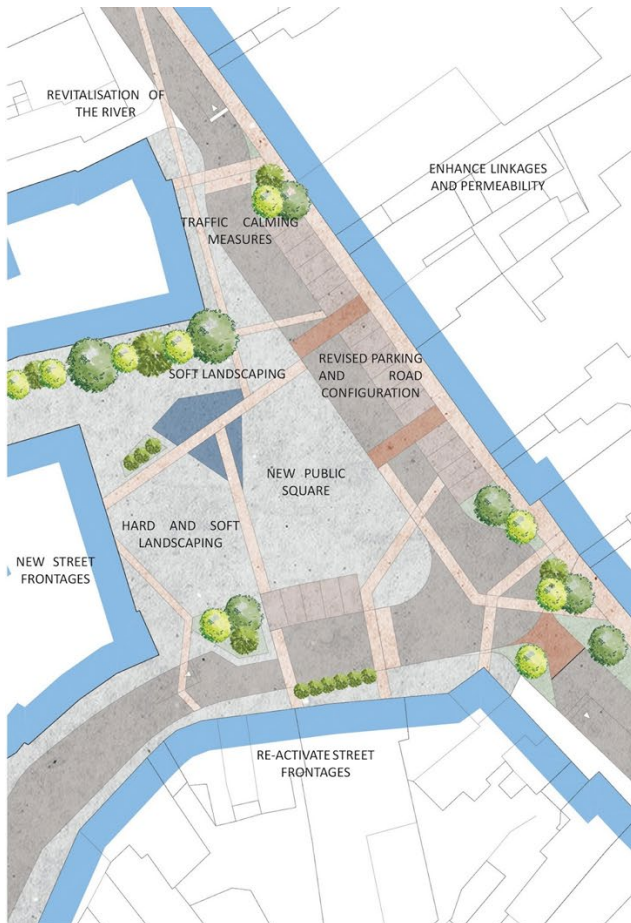 REVITALISATION OF
THE RIVER
ENHANCE LINKAGES
AND PERMEABILITY
TRAFFIC CALMING
MEASURES
SOFT LANDSCAPING
REVISED PARKING
AND ROAD
CONFIGURATION
NEW PUBLIC
SQUARE
HARD AND SOFT
LANDSCAPING
NEW STREET
FRONTAGES
RE-ACTIVATE STREET
FRONTAGES